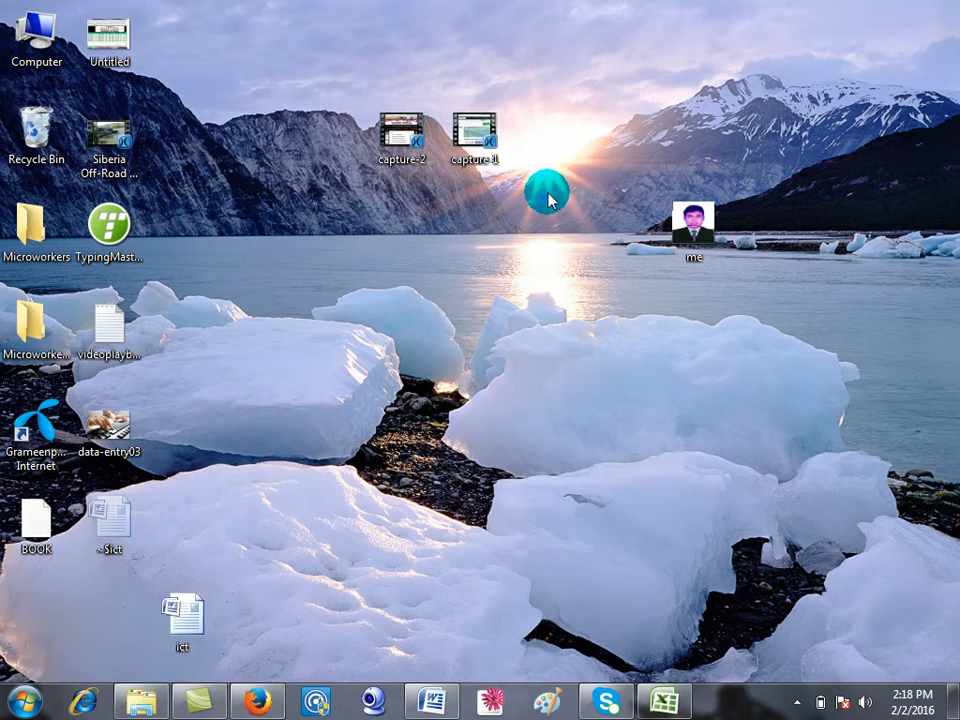 Computer
Untitled
Recycle Bin
Siberia
Off-Road ...
capture-2
capture-1
Microworkers
TypingMast...
me
Microworke...
videoplayb...
Grameenp...
Internet
data-entry03
BOOK
~$ict
ict
2:18 PM
2/2/2016